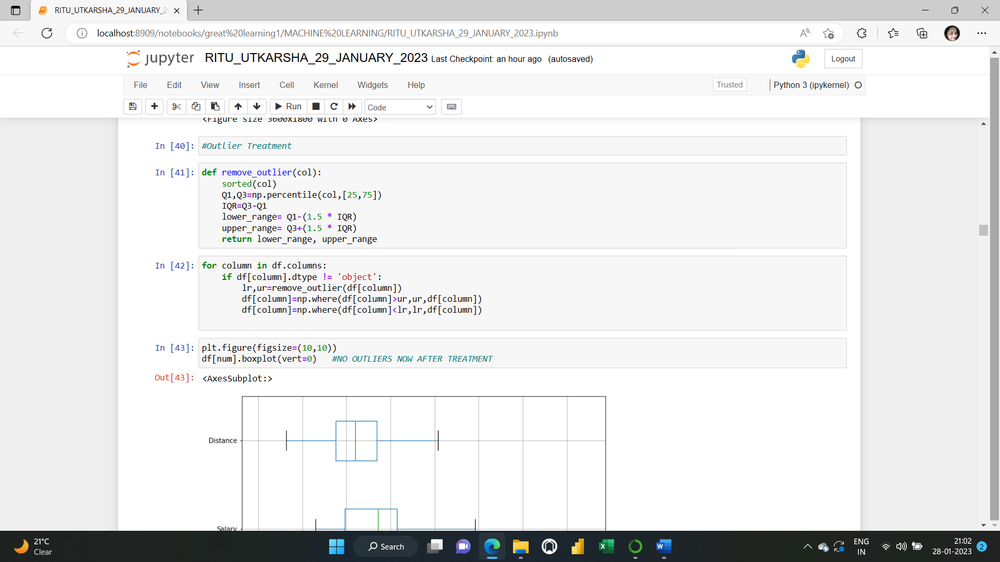 RITU_UTKARSHA_29_JANUARY_2
localhost:8909/notebooks/great%20learning1/MACHINE%20LEARNING/RITU_UTKARSHA_29_JANUARY_2023.ipynb
jupyter RITU_UTKARSHA_29_JANUARY_2023 Last Checkpoint: an hour ago (autosaved)
Logout
File Edit View Insert Cell Kernel Widgets Help
Trusted Python 3 (ipykernel)
Run Code
<Figure size 3600x1800 with 0 Axes>
In [40]: #Outlier Treatment
In [41]: def remove_outlier(col):
    sorted(col)
    Q1,Q3=np.percentile(col,[25,75])
    IQR=Q3-Q1
    lower_range= Q1-(1.5 * IQR)
    upper_range= Q3+(1.5 * IQR)
    return lower_range, upper_range
In [42]: for column in df.columns:
    if df[column].dtype != 'object':
        lr,ur=remove_outlier(df[column])
        df[column]=np.where(df[column]>ur,ur,df[column])
        df[column]=np.where(df[column]<lr,lr,df[column])
In [43]: plt.figure(figsize=(10,10))
df[num].boxplot(vert=0)   #NO OUTLIERS NOW AFTER TREATMENT
Out[43]: <AxesSubplot:>
Distance
Salary
21°C
Clear
Search
ENG
IN
21:02
28-01-2023
2